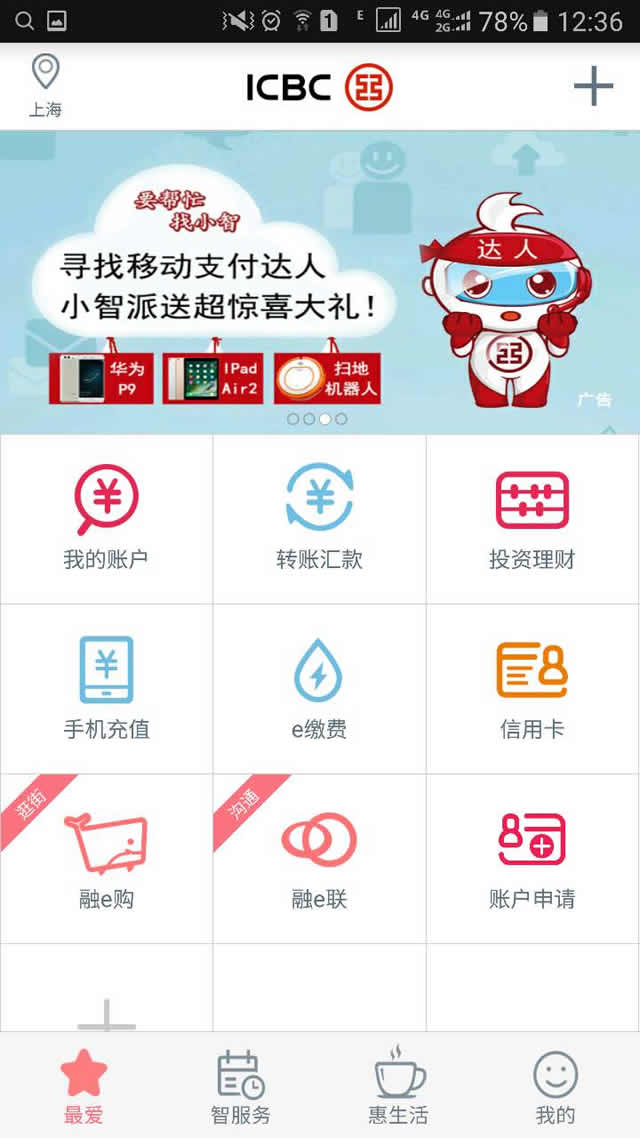 1 E 4G 4G 2G 78% 12:36
上海
ICBC
要帮忙
找小智
寻找移动支付达人
小智派送超惊喜大礼！
华为
P9
IPad
Air2
扫地
机器人
达人
广告
我的账户
转账汇款
投资理财
手机充值
e缴费
信用卡
逛街
沟通
融e购
融e联
账户申请
最爱
智服务
惠生活
我的